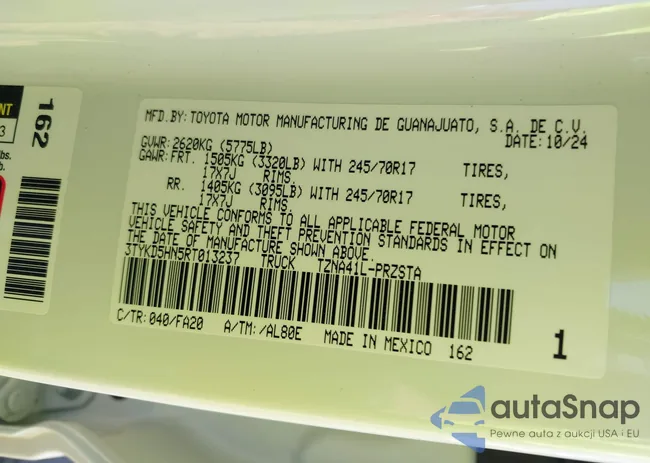 NT
3
lbs.
162
MFD.BY:TOYOTA MOTOR MANUFACTURING DE GUANAJUATO, S.A. DE C.V.
DATE:10/24
GVWR:2620KG (5775LB)
GAWR:FRT. 1505KG (3320LB) WITH 245/70R17 TIRES,
17X7J RIMS.
RR. 1405KG (3095LB) WITH 245/70R17 TIRES,
17X7J RIMS.
THIS VEHICLE CONFORMS TO ALL APPLICABLE FEDERAL MOTOR
VEHICLE SAFETY AND THEFT PREVENTION STANDARDS IN EFFECT ON
THE DATE OF MANUFACTURE SHOWN ABOVE.
3TYKD5HN5RT013237 TRUCK TZNA41L-PRZSTA
C/TR:040/FA20 A/TM:/AL80E MADE IN MEXICO 162
1
autaSnap
Pewne auta z aukcji USA i EU